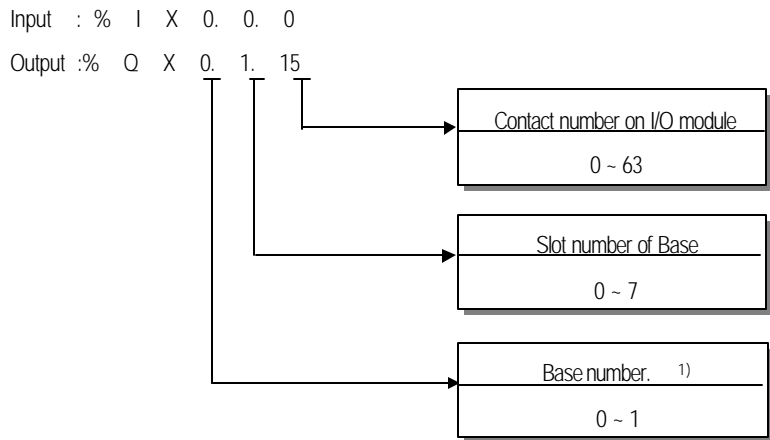 Input : % I X 0. 0. 0
Output :% Q X 0. 1. 15
Contact number on I/O module
0 ~ 63
Slot number of Base
0 ~ 7
Base number. 1)
0 ~ 1